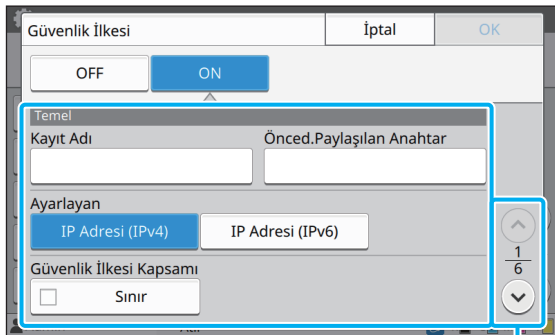 Güvenlik İlkesi İptal OK
OFF ON
Temel
Kayıt Adı Önced.Paylaşılan Anahtar
Ayarlayan
IP Adresi (IPv4) IP Adresi (IPv6)
Güvenlik İlkesi Kapsamı
Sınır
1
6